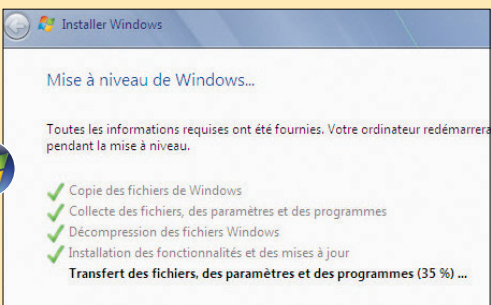 Installer Windows
Mise à niveau de Windows...
Toutes les informations requises ont été fournies. Votre ordinateur redémarrera
pendant la mise à niveau.
Copie des fichiers de Windows
Collecte des fichiers, des paramètres et des programmes
Décompression des fichiers Windows
Installation des fonctionnalités et des mises à jour
Transfert des fichiers, des paramètres et des programmes (35 %) ...